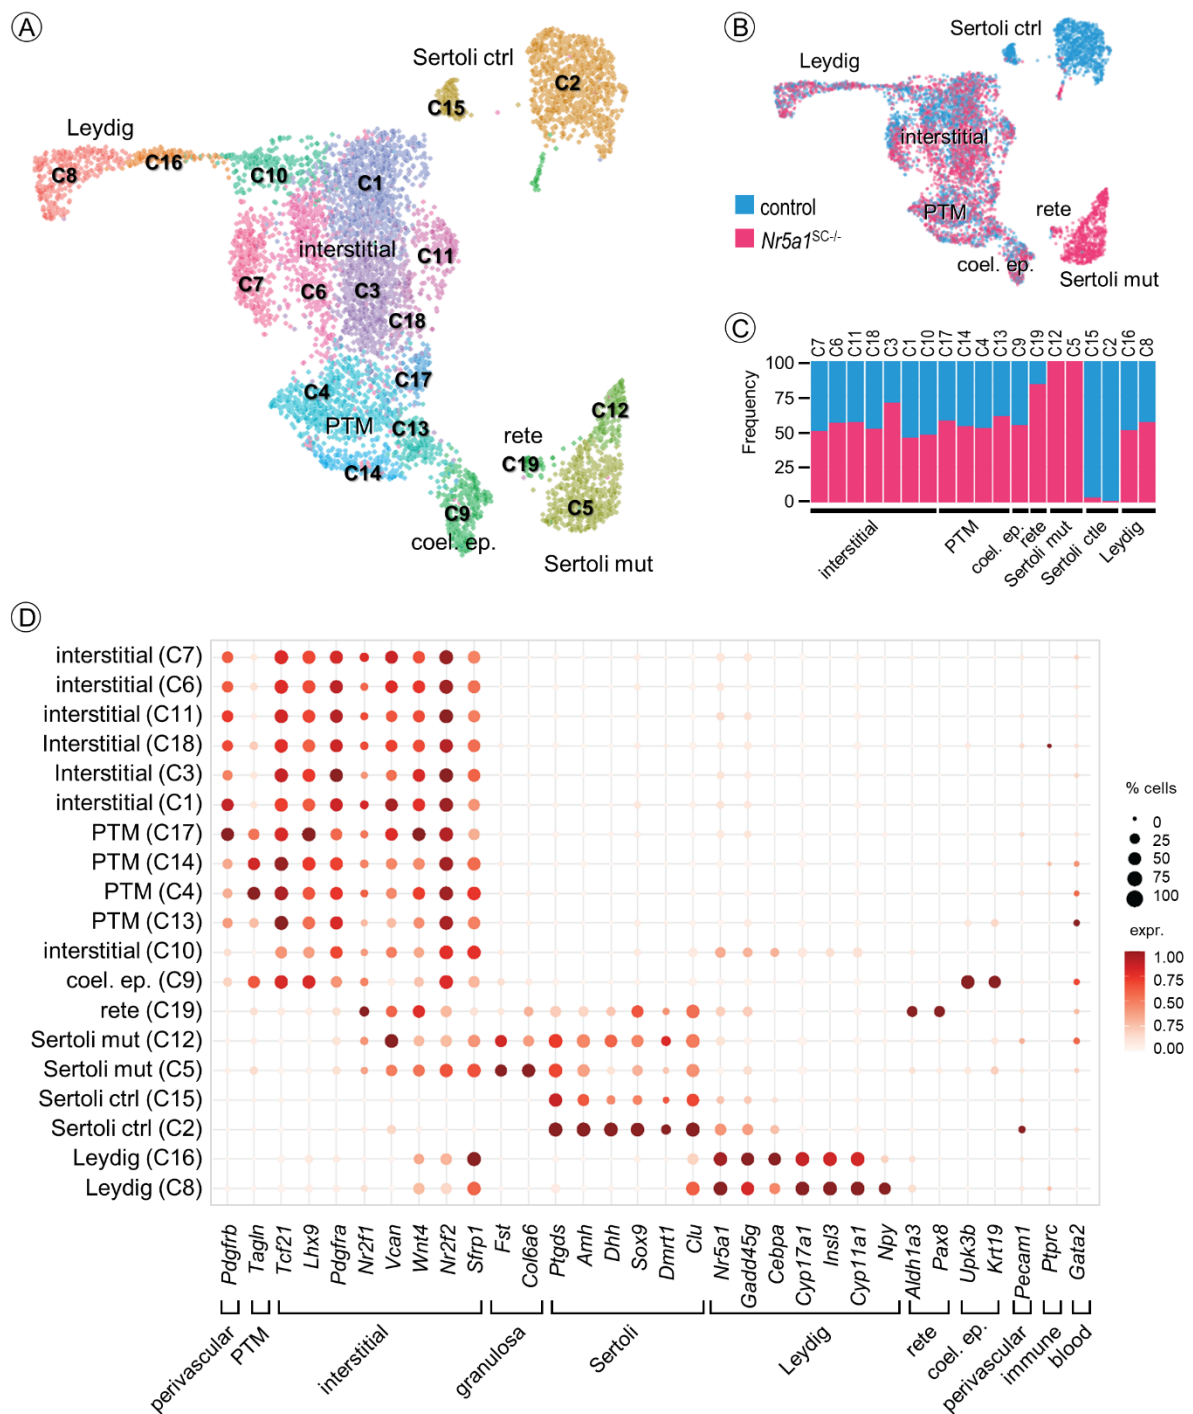 A
Sertoli ctrl
C2
C15
Leydig
C8
C16
C10
C1
interstitial
C11
C7
C6
C3
C18
C4
C17
PTM
C13
C14
C12
rete
C19
C5
C9
coel. ep.
Sertoli mut
B
Sertoli ctrl
Leydig
interstitial
control
Nr5a1SC-/-
PTM
rete
coel. ep.
Sertoli mut
C
C7 C6 C11 C18 C3 C1 C10 C17 C14 C4 C13 C9 C19 C12 C5 C15 C2 C16 C8
Frequency
100
75
50
25
0
interstitial
PTM
coel. ep.
rete
Sertoli mut
Sertoli ctle
Leydig
D
interstitial (C7)
interstitial (C6)
interstitial (C11)
Interstitial (C18)
Interstitial (C3)
interstitial (C1)
PTM (C17)
PTM (C14)
PTM (C4)
PTM (C13)
interstitial (C10)
coel. ep. (C9)
rete (C19)
Sertoli mut (C12)
Sertoli mut (C5)
Sertoli ctrl (C15)
Sertoli ctrl (C2)
Leydig (C16)
Leydig (C8)
% cells
0
25
50
75
100
expr.
1.00
0.75
0.50
0.75
0.00
Pdgfrb Tagln Tcf21 Lhx9 Pdgfra Nr2f1 Vcan Wnt4 Nr2f2 Sfrp1 Fst Col6a6 Ptgds Amh Dhh Sox9 Dmrt1 Clu Nr5a1 Gadd45g Cebpa Cyp17a1 Insl3 Cyp11a1 Npy Aldh1a3 Pax8 Upk3b Krt19 Pecam1 Ptprc Gata2
perivascular
PTM
interstitial
granulosa
Sertoli
Leydig
rete
coel. ep.
perivascular
immune
blood